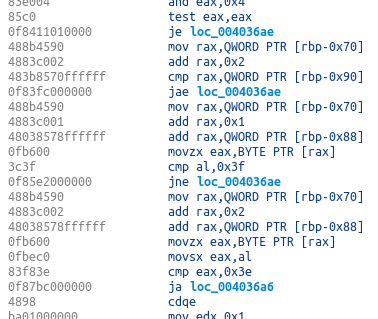 83e004 and eax,0x4
85c0 test eax,eax
0f8411010000 je loc_004036ae
488b4590 mov rax,QWORD PTR [rbp-0x70]
4883c002 add rax,0x2
483b8570ffffff cmp rax,QWORD PTR [rbp-0x90]
0f83fc000000 jae loc_004036ae
488b4590 mov rax,QWORD PTR [rbp-0x70]
4883c001 add rax,0x1
48038578ffffff add rax,QWORD PTR [rbp-0x88]
0fb600 movzx eax,BYTE PTR [rax]
3c3f cmp al,0x3f
0f85e2000000 jne loc_004036ae
488b4590 mov rax,QWORD PTR [rbp-0x70]
4883c002 add rax,0x2
48038578ffffff add rax,QWORD PTR [rbp-0x88]
0fb600 movzx eax,BYTE PTR [rax]
0fbec0 movsx eax,al
83f83e cmp eax,0x3e
0f87bc000000 ja loc_004036a6
4898 cdqe
ba01000000 mov edx,0x1